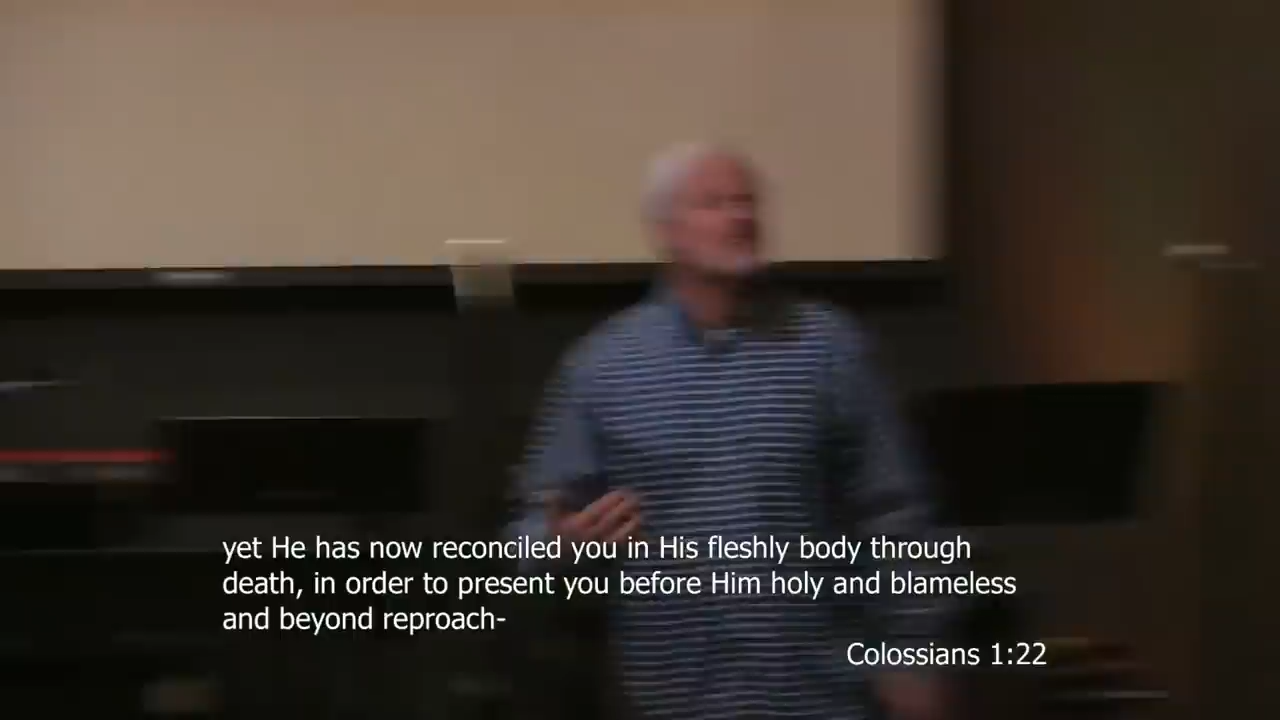 yet He has now reconciled you in His fleshly body through
death, in order to present you before Him holy and blameless
and beyond reproach-
Colossians 1:22